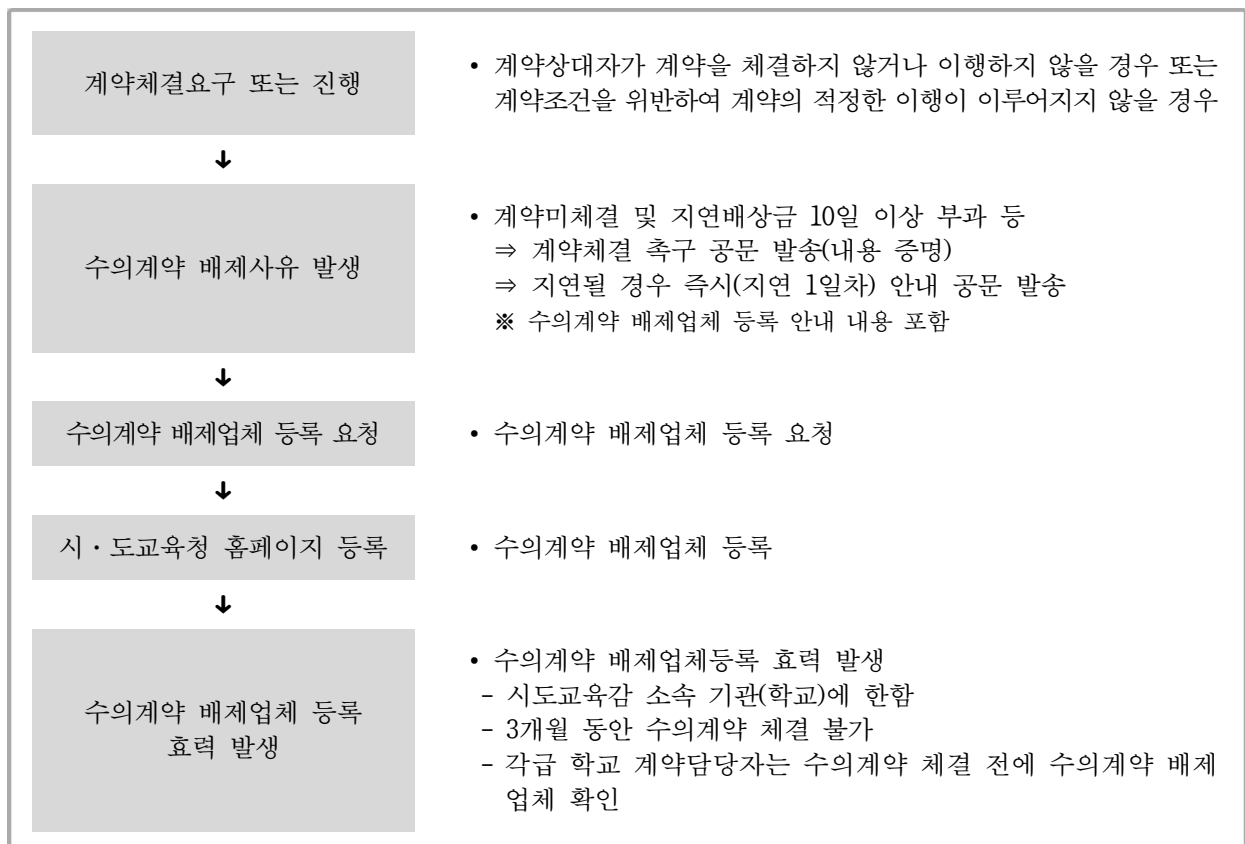 계약체결요구 또는 진행
• 계약상대자가 계약을 체결하지 않거나 이행하지 않을 경우 또는
계약조건을 위반하여 계약의 적정한 이행이 이루어지지 않을 경우
↓
수의계약 배제사유 발생
• 계약미체결 및 지연배상금 10일 이상 부과 등
⇒ 계약체결 촉구 공문 발송(내용 증명)
⇒ 지연될 경우 즉시(지연 1일차) 안내 공문 발송
※ 수의계약 배제업체 등록 안내 내용 포함
↓
수의계약 배제업체 등록 요청
• 수의계약 배제업체 등록 요청
↓
시・도교육청 홈페이지 등록
• 수의계약 배제업체 등록
↓
수의계약 배제업체 등록
효력 발생
• 수의계약 배제업체등록 효력 발생
- 시도교육감 소속 기관(학교)에 한함
- 3개월 동안 수의계약 체결 불가
- 각급 학교 계약담당자는 수의계약 체결 전에 수의계약 배제
업체 확인